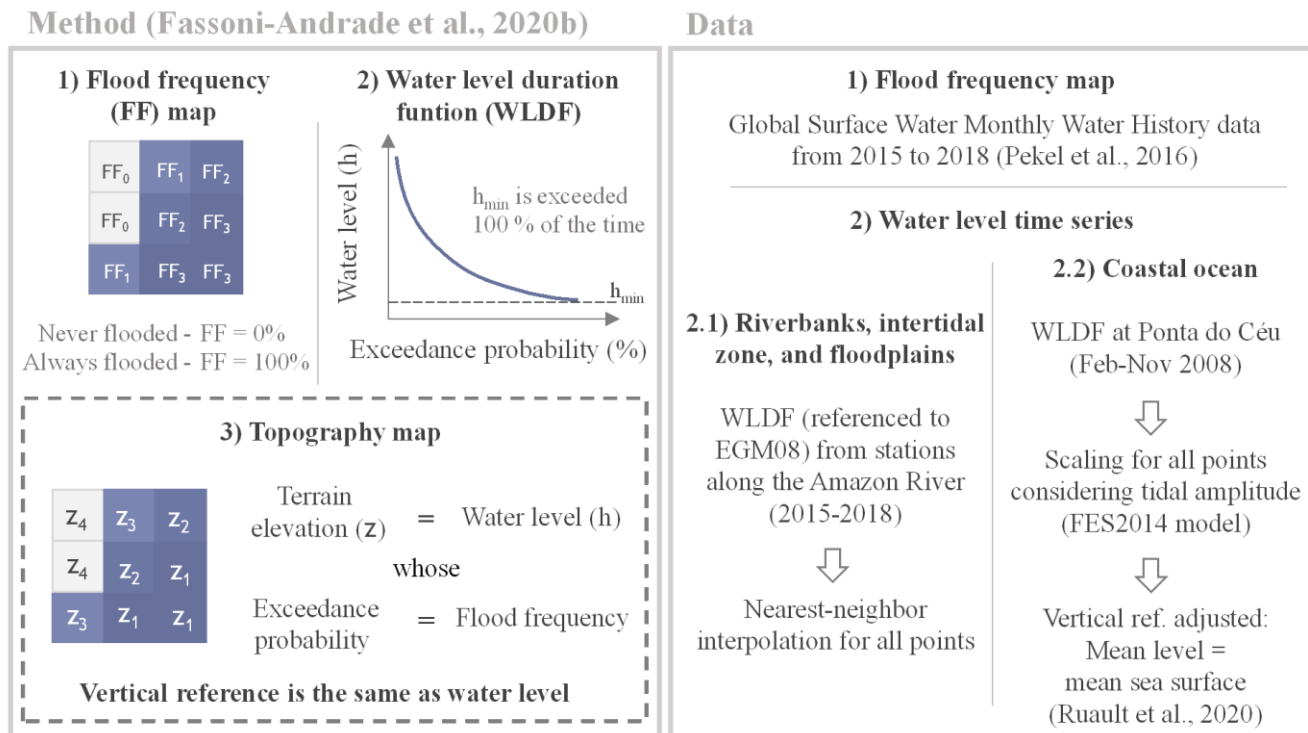 Method (Fassoni-Andrade et al., 2020b)
1) Flood frequency
(FF) map
FF₀ FF₁ FF₂
FF₀ FF₂ FF₃
FF₁ FF₃ FF₃
Never flooded - FF = 0%
Always flooded - FF = 100%
2) Water level duration
funtion (WLDF)
Water level (h)
hmin is exceeded
100 % of the time
hmin
Exceedance probability (%)
3) Topography map
Z₄ Z₃ Z₂
Z₄ Z₂ Z₁
Z₃ Z₁ Z₁
Terrain
elevation (z) = Water level (h)
whose
Exceedance
probability = Flood frequency
Vertical reference is the same as water level
Data
1) Flood frequency map
Global Surface Water Monthly Water History data
from 2015 to 2018 (Pekel et al., 2016)
2) Water level time series
2.1) Riverbanks, intertidal
zone, and floodplains
WLDF (referenced to
EGM08) from stations
along the Amazon River
(2015-2018)
Nearest-neighbor
interpolation for all points
2.2) Coastal ocean
WLDF at Ponta do Céu
(Feb-Nov 2008)
Scaling for all points
considering tidal amplitude
(FES2014 model)
Vertical ref. adjusted:
Mean level =
mean sea surface
(Ruault et al., 2020)